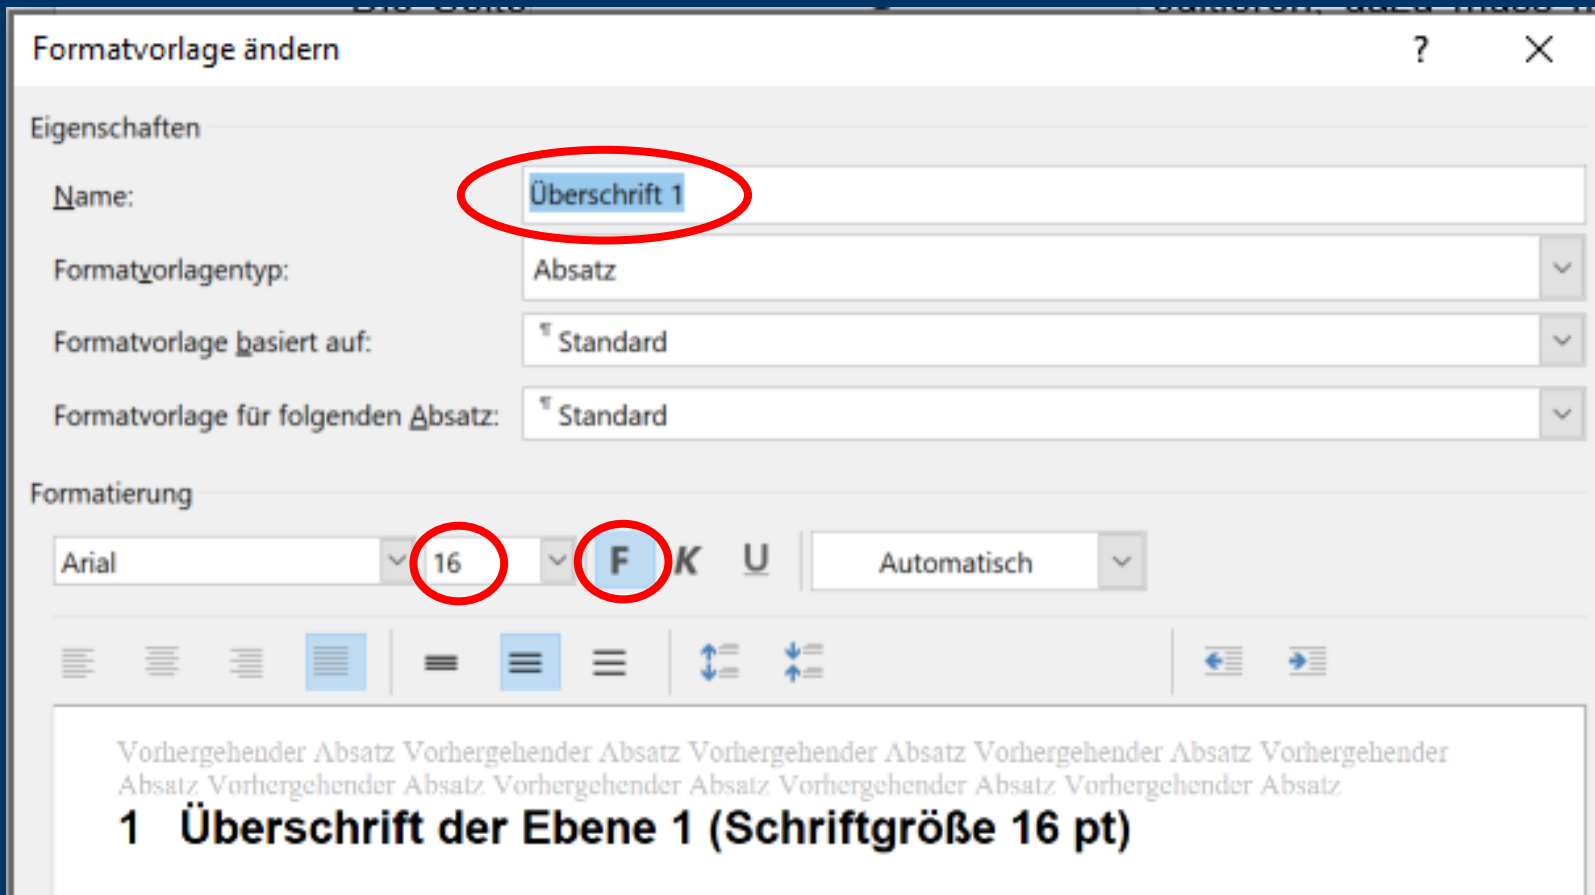 Formatvorlage ändern ?
Eigenschaften
Name: Überschrift 1
Formatvorlagentyp: Absatz
Formatvorlage basiert auf: ¶ Standard
Formatvorlage für folgenden Absatz: ¶ Standard
Formatierung
Arial 16 F K U Automatisch
Vorhergehender Absatz Vorhergehender Absatz Vorhergehender Absatz Vorhergehender Absatz Vorhergehender
Absatz Vorhergehender Absatz Vorhergehender Absatz Vorhergehender Absatz Vorhergehender Absatz
1 Überschrift der Ebene 1 (Schriftgröße 16 pt)